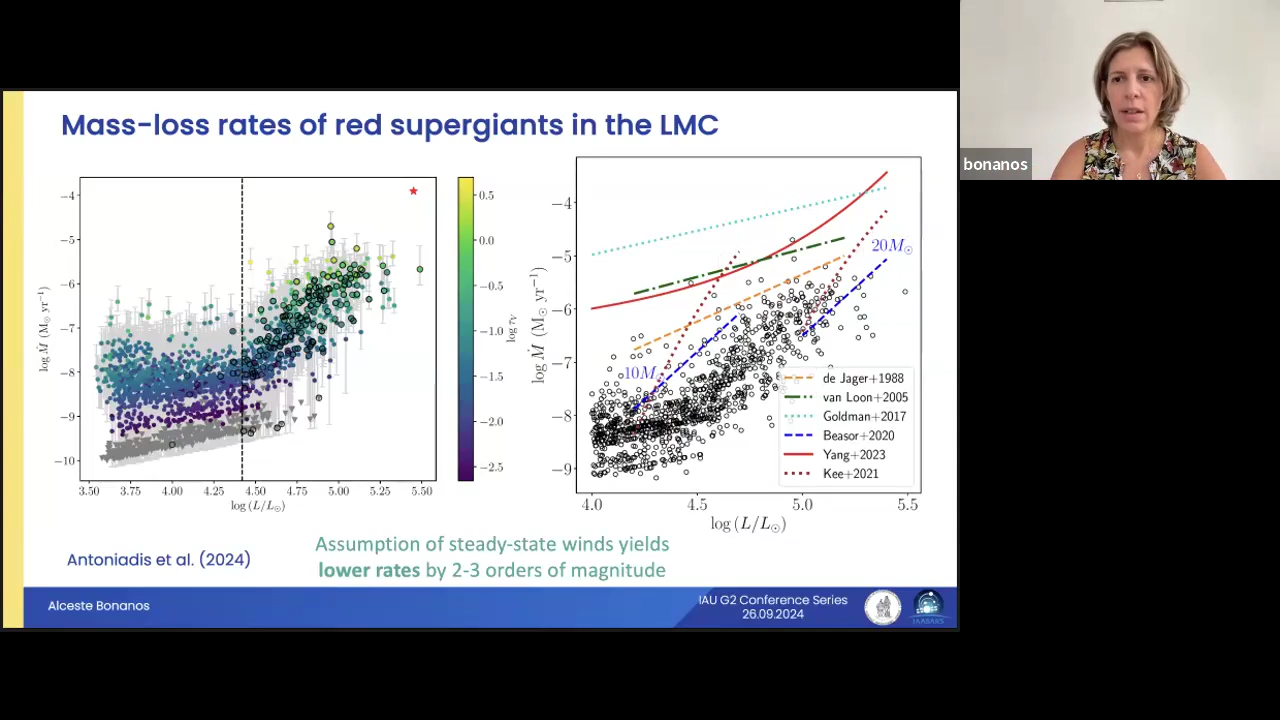 bonanos
Mass-loss rates of red supergiants in the LMC
−4
−5
−6
−7
−8
−9
−10
log Ṁ (M⊙ yr⁻¹)
3.50 3.75 4.00 4.25 4.50 4.75 5.00 5.25 5.50
log (L/L⊙)
0.5
0.0
−0.5
−1.0
−1.5
−2.0
−2.5
log τV
−4
−5
−6
−7
−8
−9
log Ṁ (M⊙ yr⁻¹)
20M⊙
10M⊙
de Jager+1988
van Loon+2005
Goldman+2017
Beasor+2020
Yang+2023
Kee+2021
4.0 4.5 5.0 5.5
log (L/L⊙)
Antoniadis et al. (2024)
Assumption of steady-state winds yields
lower rates by 2-3 orders of magnitude
Alceste Bonanos
IAU G2 Conference Series
26.09.2024
IAASARS